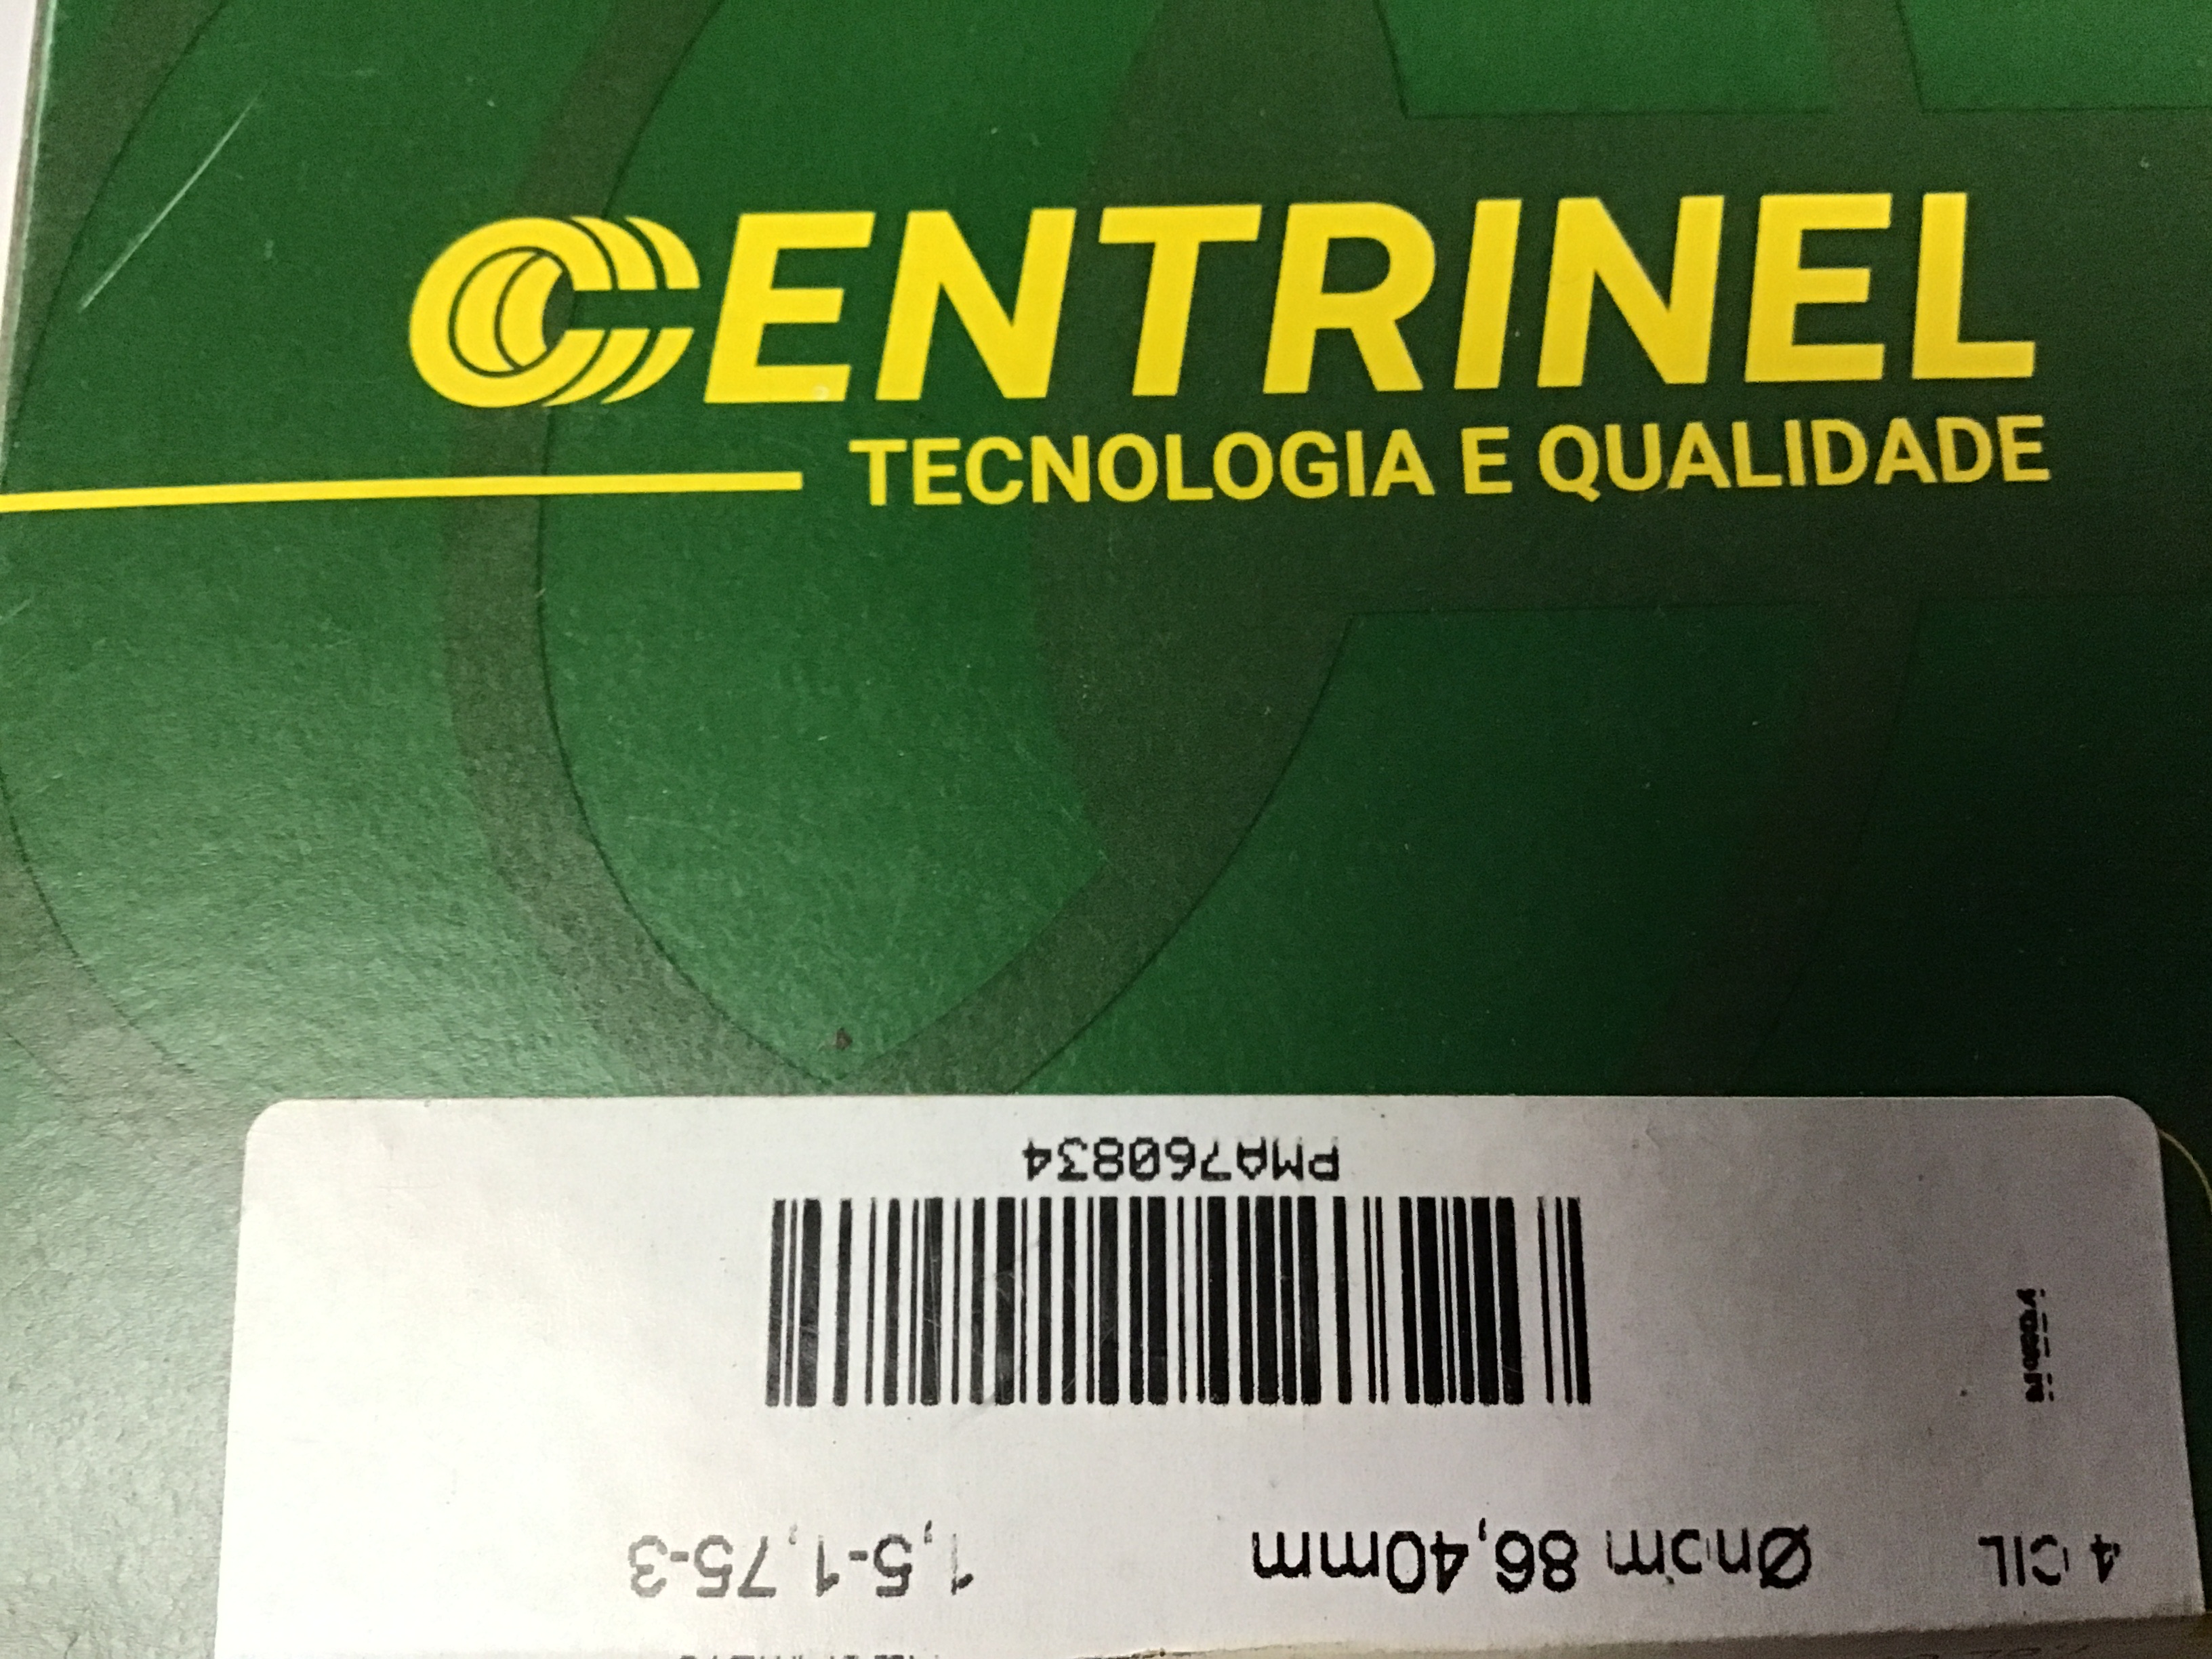 CENTRINEL
TECNOLOGIA E QUALIDADE
4 CIL Ønom 86,40mm 1,5-1,75-3
PMA760834